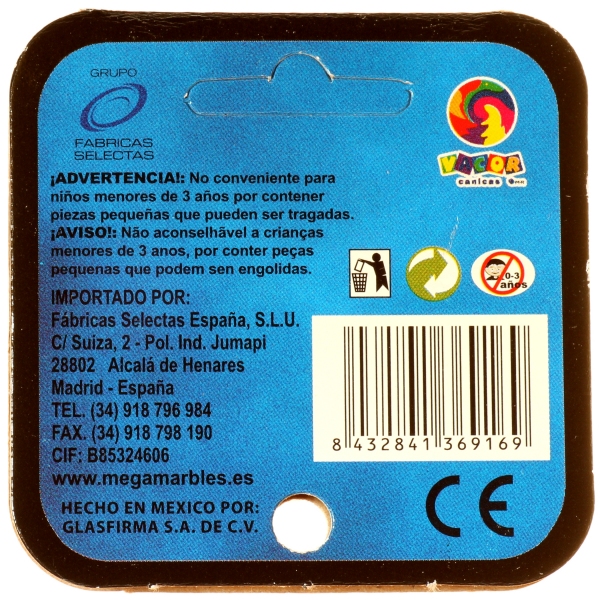 GRUPO
FABRICAS
SELECTAS
VACOR
canicas
¡ADVERTENCIA!: No conveniente para
niños menores de 3 años por contener
piezas pequeñas que pueden ser tragadas.
¡AVISO!: Não aconselhável a crianças
menores de 3 anos, por conter peças
pequenas que podem ser engolidas.
0-3
años
IMPORTADO POR:
Fábricas Selectas España, S.L.U.
C/ Suiza, 2 - Pol. Ind. Jumapi
28802 Alcalá de Henares
Madrid - España
TEL. (34) 918 796 984
FAX. (34) 918 798 190
CIF: B85324606
www.megamarbles.es
8 432841 369169
HECHO EN MEXICO POR:
GLASFIRMA S.A. DE C.V.
CE